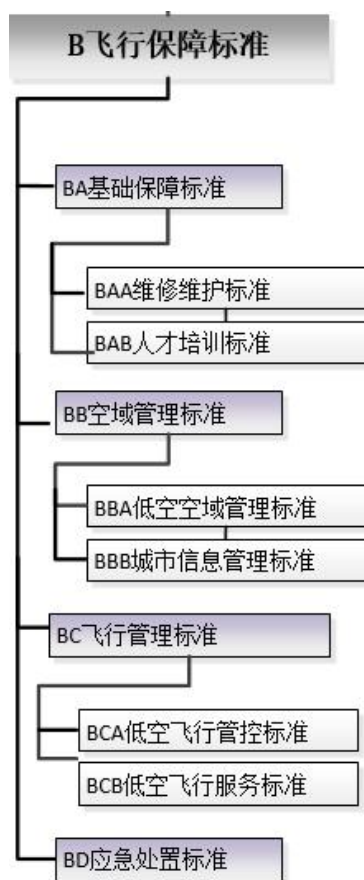 B飞行保障标准
BA基础保障标准
BAA维修维护标准
BAB人才培训标准
BB空域管理标准
BBA低空空域管理标准
BBB城市信息管理标准
BC飞行管理标准
BCA低空飞行管控标准
BCB低空飞行服务标准
BD应急处置标准